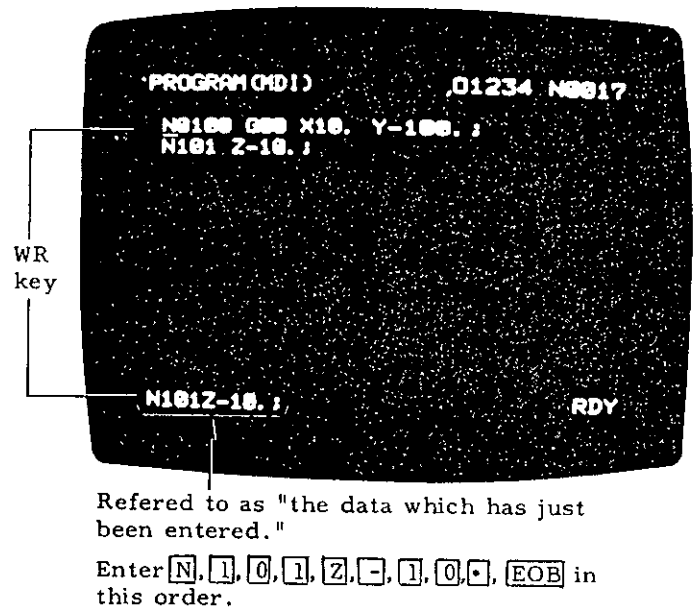 PROGRAM (MDI) O1234 N0017
N0100 G00 X10. Y-100. ;
N101 Z-10. ;
WR
key
N101Z-10. ;
RDY
Refered to as "the data which has just
been entered."
Enter N, 1, 0, 1, Z, -, 1, 0, •, EOB in
this order.